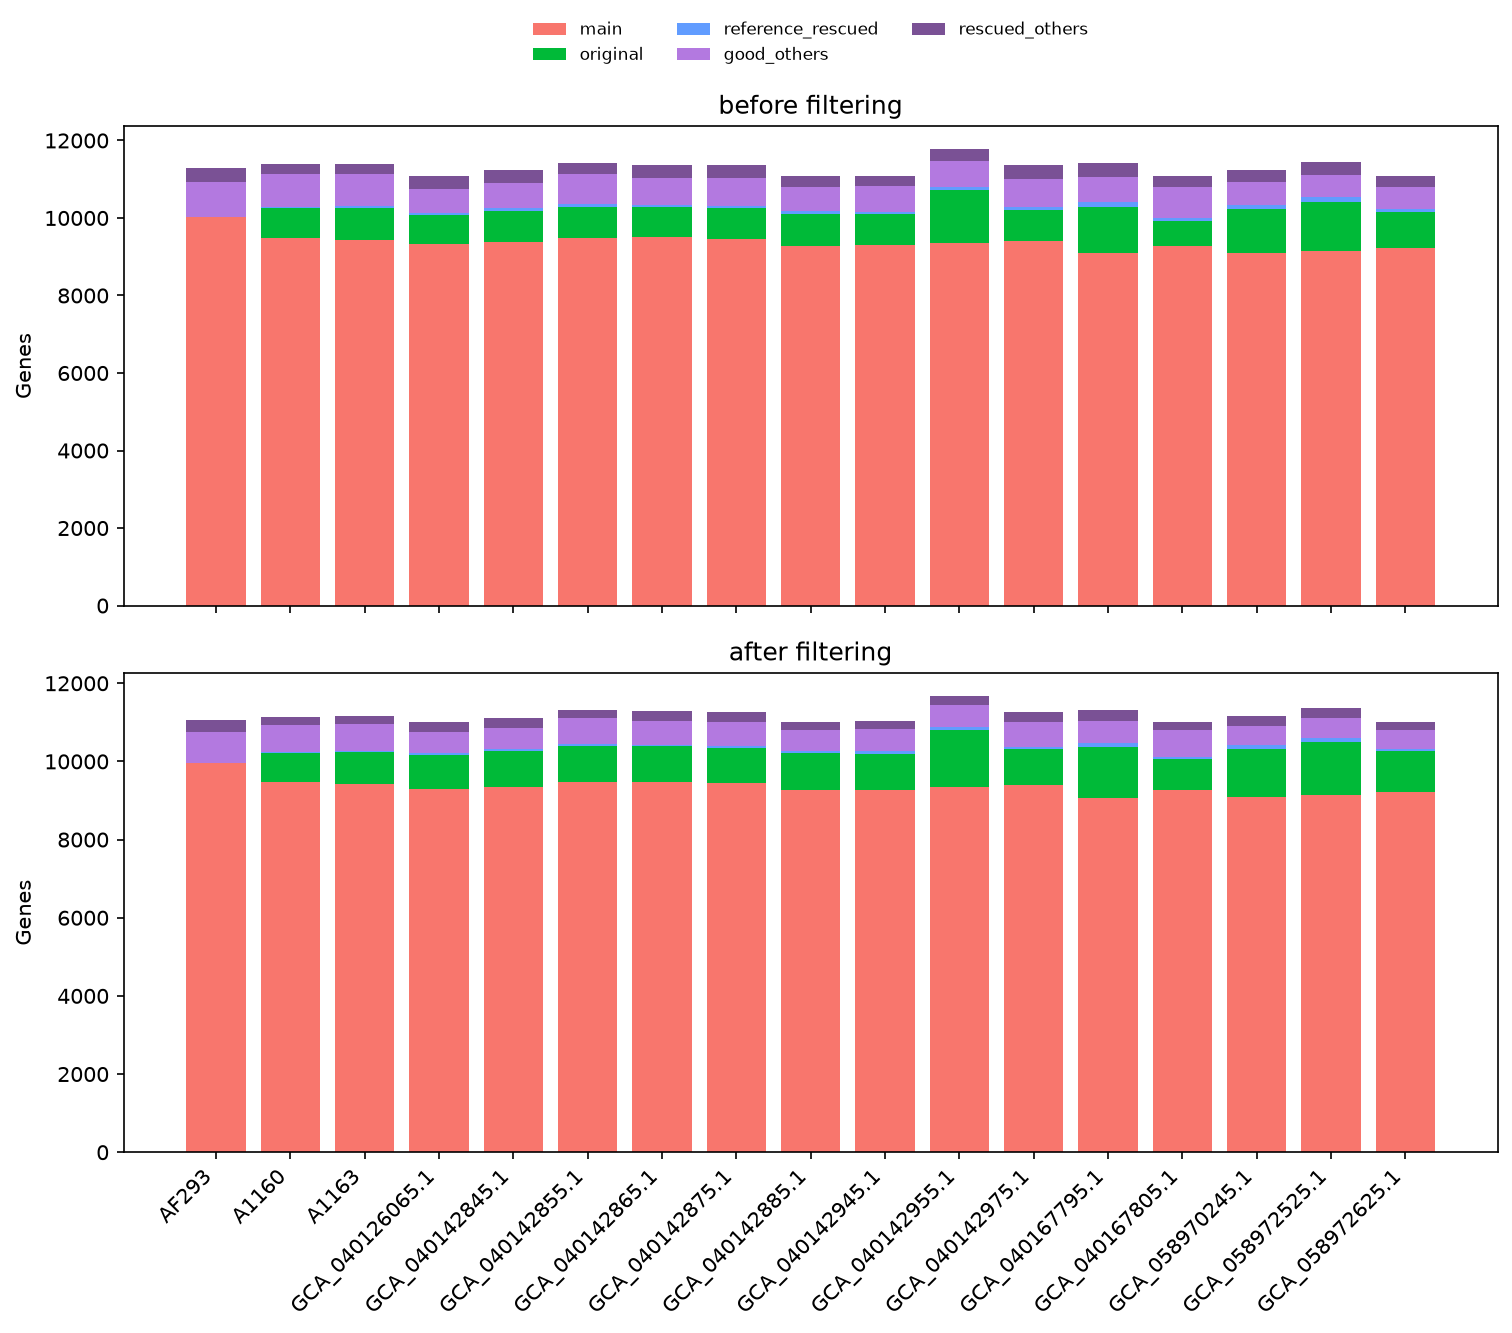 main reference_rescued rescued_others
original good_others
before filtering
12000
10000
8000
6000
4000
2000
0
Genes
after filtering
12000
10000
8000
6000
4000
2000
0
Genes
AF293
A1160
A1163
GCA_040126065.1
GCA_040142845.1
GCA_040142855.1
GCA_040142865.1
GCA_040142875.1
GCA_040142885.1
GCA_040142945.1
GCA_040142955.1
GCA_040142975.1
GCA_040167795.1
GCA_040167805.1
GCA_058970245.1
GCA_058972525.1
GCA_058972625.1